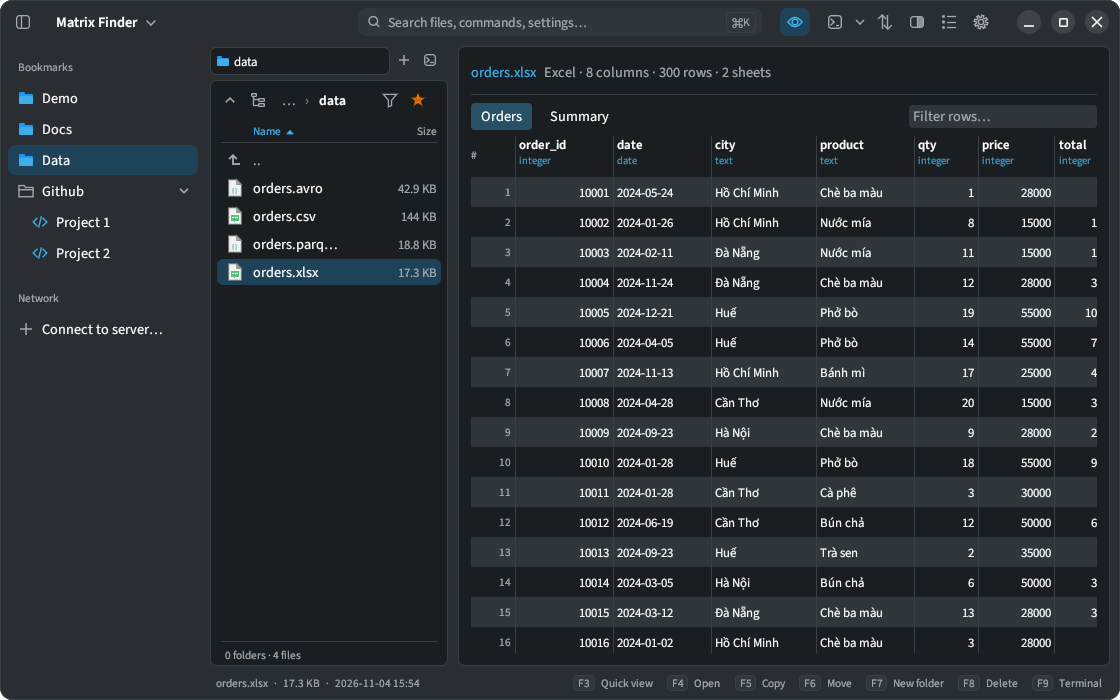 Matrix Finder
Search files, commands, settings…
⌘K
Bookmarks
Demo
Docs
Data
Github
Project 1
Project 2
Network
Connect to server…
data
… › data
Name Size
..
orders.avro 42.9 KB
orders.csv 144 KB
orders.parq… 18.8 KB
orders.xlsx 17.3 KB
0 folders · 4 files
orders.xlsx Excel · 8 columns · 300 rows · 2 sheets
Orders Summary Filter rows…
# order_id date city product qty price total
integer date text text integer integer integer
1 10001 2024-05-24 Hồ Chí Minh Chè ba màu 1 28000
2 10002 2024-01-26 Hồ Chí Minh Nước mía 8 15000 1
3 10003 2024-02-11 Đà Nẵng Nước mía 11 15000 1
4 10004 2024-11-24 Đà Nẵng Chè ba màu 12 28000 3
5 10005 2024-12-21 Huế Phở bò 19 55000 10
6 10006 2024-04-05 Huế Phở bò 14 55000 7
7 10007 2024-11-13 Hồ Chí Minh Bánh mì 17 25000 4
8 10008 2024-04-28 Cần Thơ Nước mía 20 15000 3
9 10009 2024-09-23 Hà Nội Chè ba màu 9 28000 2
10 10010 2024-01-28 Huế Phở bò 18 55000 9
11 10011 2024-01-28 Cần Thơ Cà phê 3 30000
12 10012 2024-06-19 Cần Thơ Bún chả 12 50000 6
13 10013 2024-09-23 Huế Trà sen 2 35000
14 10014 2024-03-05 Hà Nội Bún chả 6 50000 3
15 10015 2024-03-12 Đà Nẵng Chè ba màu 13 28000 3
16 10016 2024-01-02 Hồ Chí Minh Chè ba màu 3 28000
orders.xlsx · 17.3 KB · 2026-11-04 15:54
F3 Quick view F4 Open F5 Copy F6 Move F7 New folder F8 Delete F9 Terminal